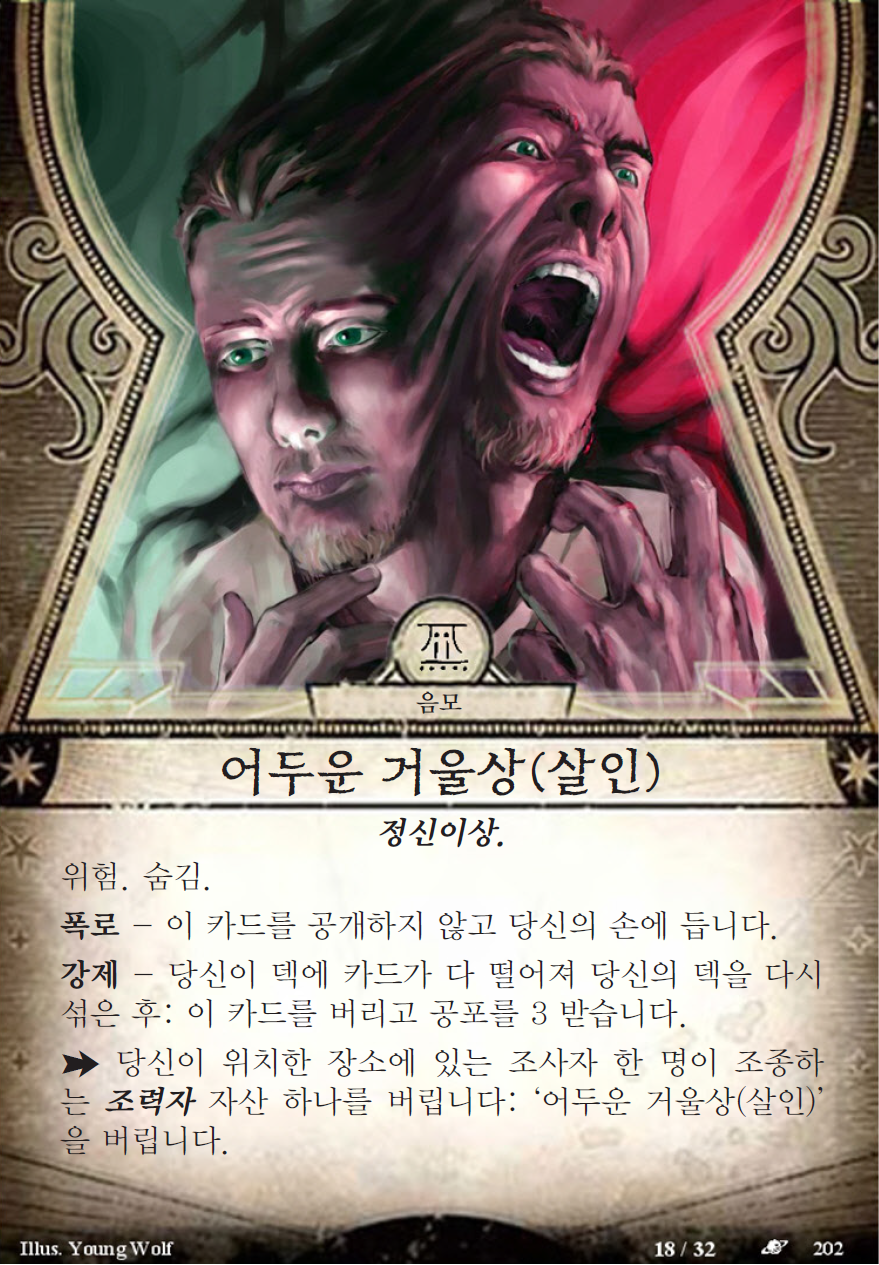 음모
어두운 거울상(살인)
정신이상.
위험. 숨김.
폭로 – 이 카드를 공개하지 않고 당신의 손에 듭니다.
강제 – 당신이 덱에 카드가 다 떨어져 당신의 덱을 다시
섞은 후: 이 카드를 버리고 공포를 3 받습니다.
당신이 위치한 장소에 있는 조사자 한 명이 조종하
는 조력자 자산 하나를 버립니다: ‘어두운 거울상(살인)’
을 버립니다.
Illus. Young Wolf 18 / 32 202